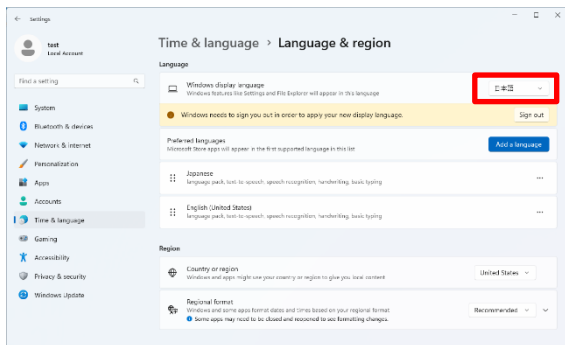 Settings
test
Local Account
Find a setting
System
Bluetooth & devices
Network & internet
Personalization
Apps
Accounts
Time & language
Gaming
Accessibility
Privacy & security
Windows Update
Time & language > Language & region
Language
Windows display language
Windows features like Settings and File Explorer will appear in this language
日本語
Windows needs to sign you out in order to apply your new display language.
Sign out
Preferred languages
Microsoft Store apps will appear in the first supported language in this list
Add a language
Japanese
language pack, text-to-speech, speech recognition, handwriting, basic typing
English (United States)
language pack, text-to-speech, speech recognition, handwriting, basic typing
Region
Country or region
Windows and apps might use your country or region to give you local content
United States
Regional format
Windows and some apps format dates and times based on your regional format
Some apps may need to be closed and reopened to see formatting changes.
Recommended